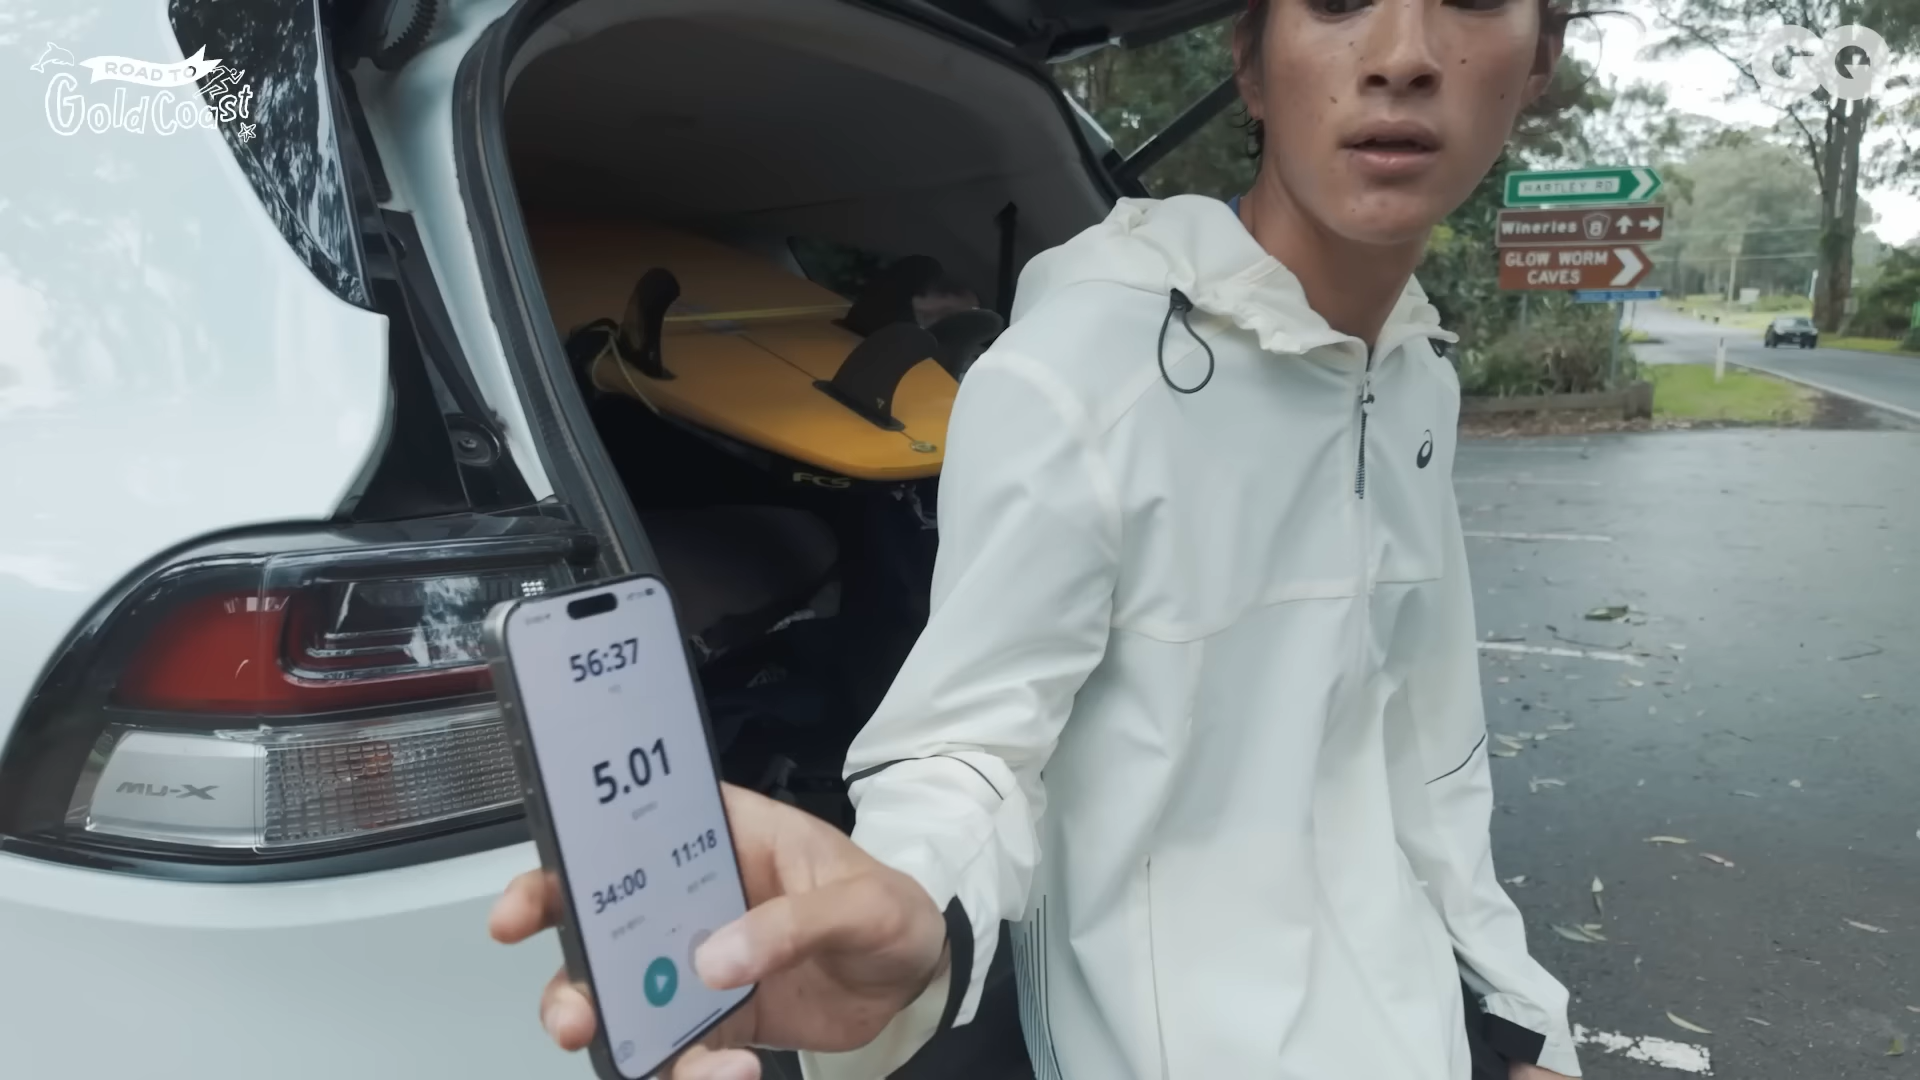 ROAD TO
Gold Coast
GQ
HARTLEY RD
Wineries 8
GLOW WORM
CAVES
FCS
MU-X
56:37
5.01
34:00
11:18